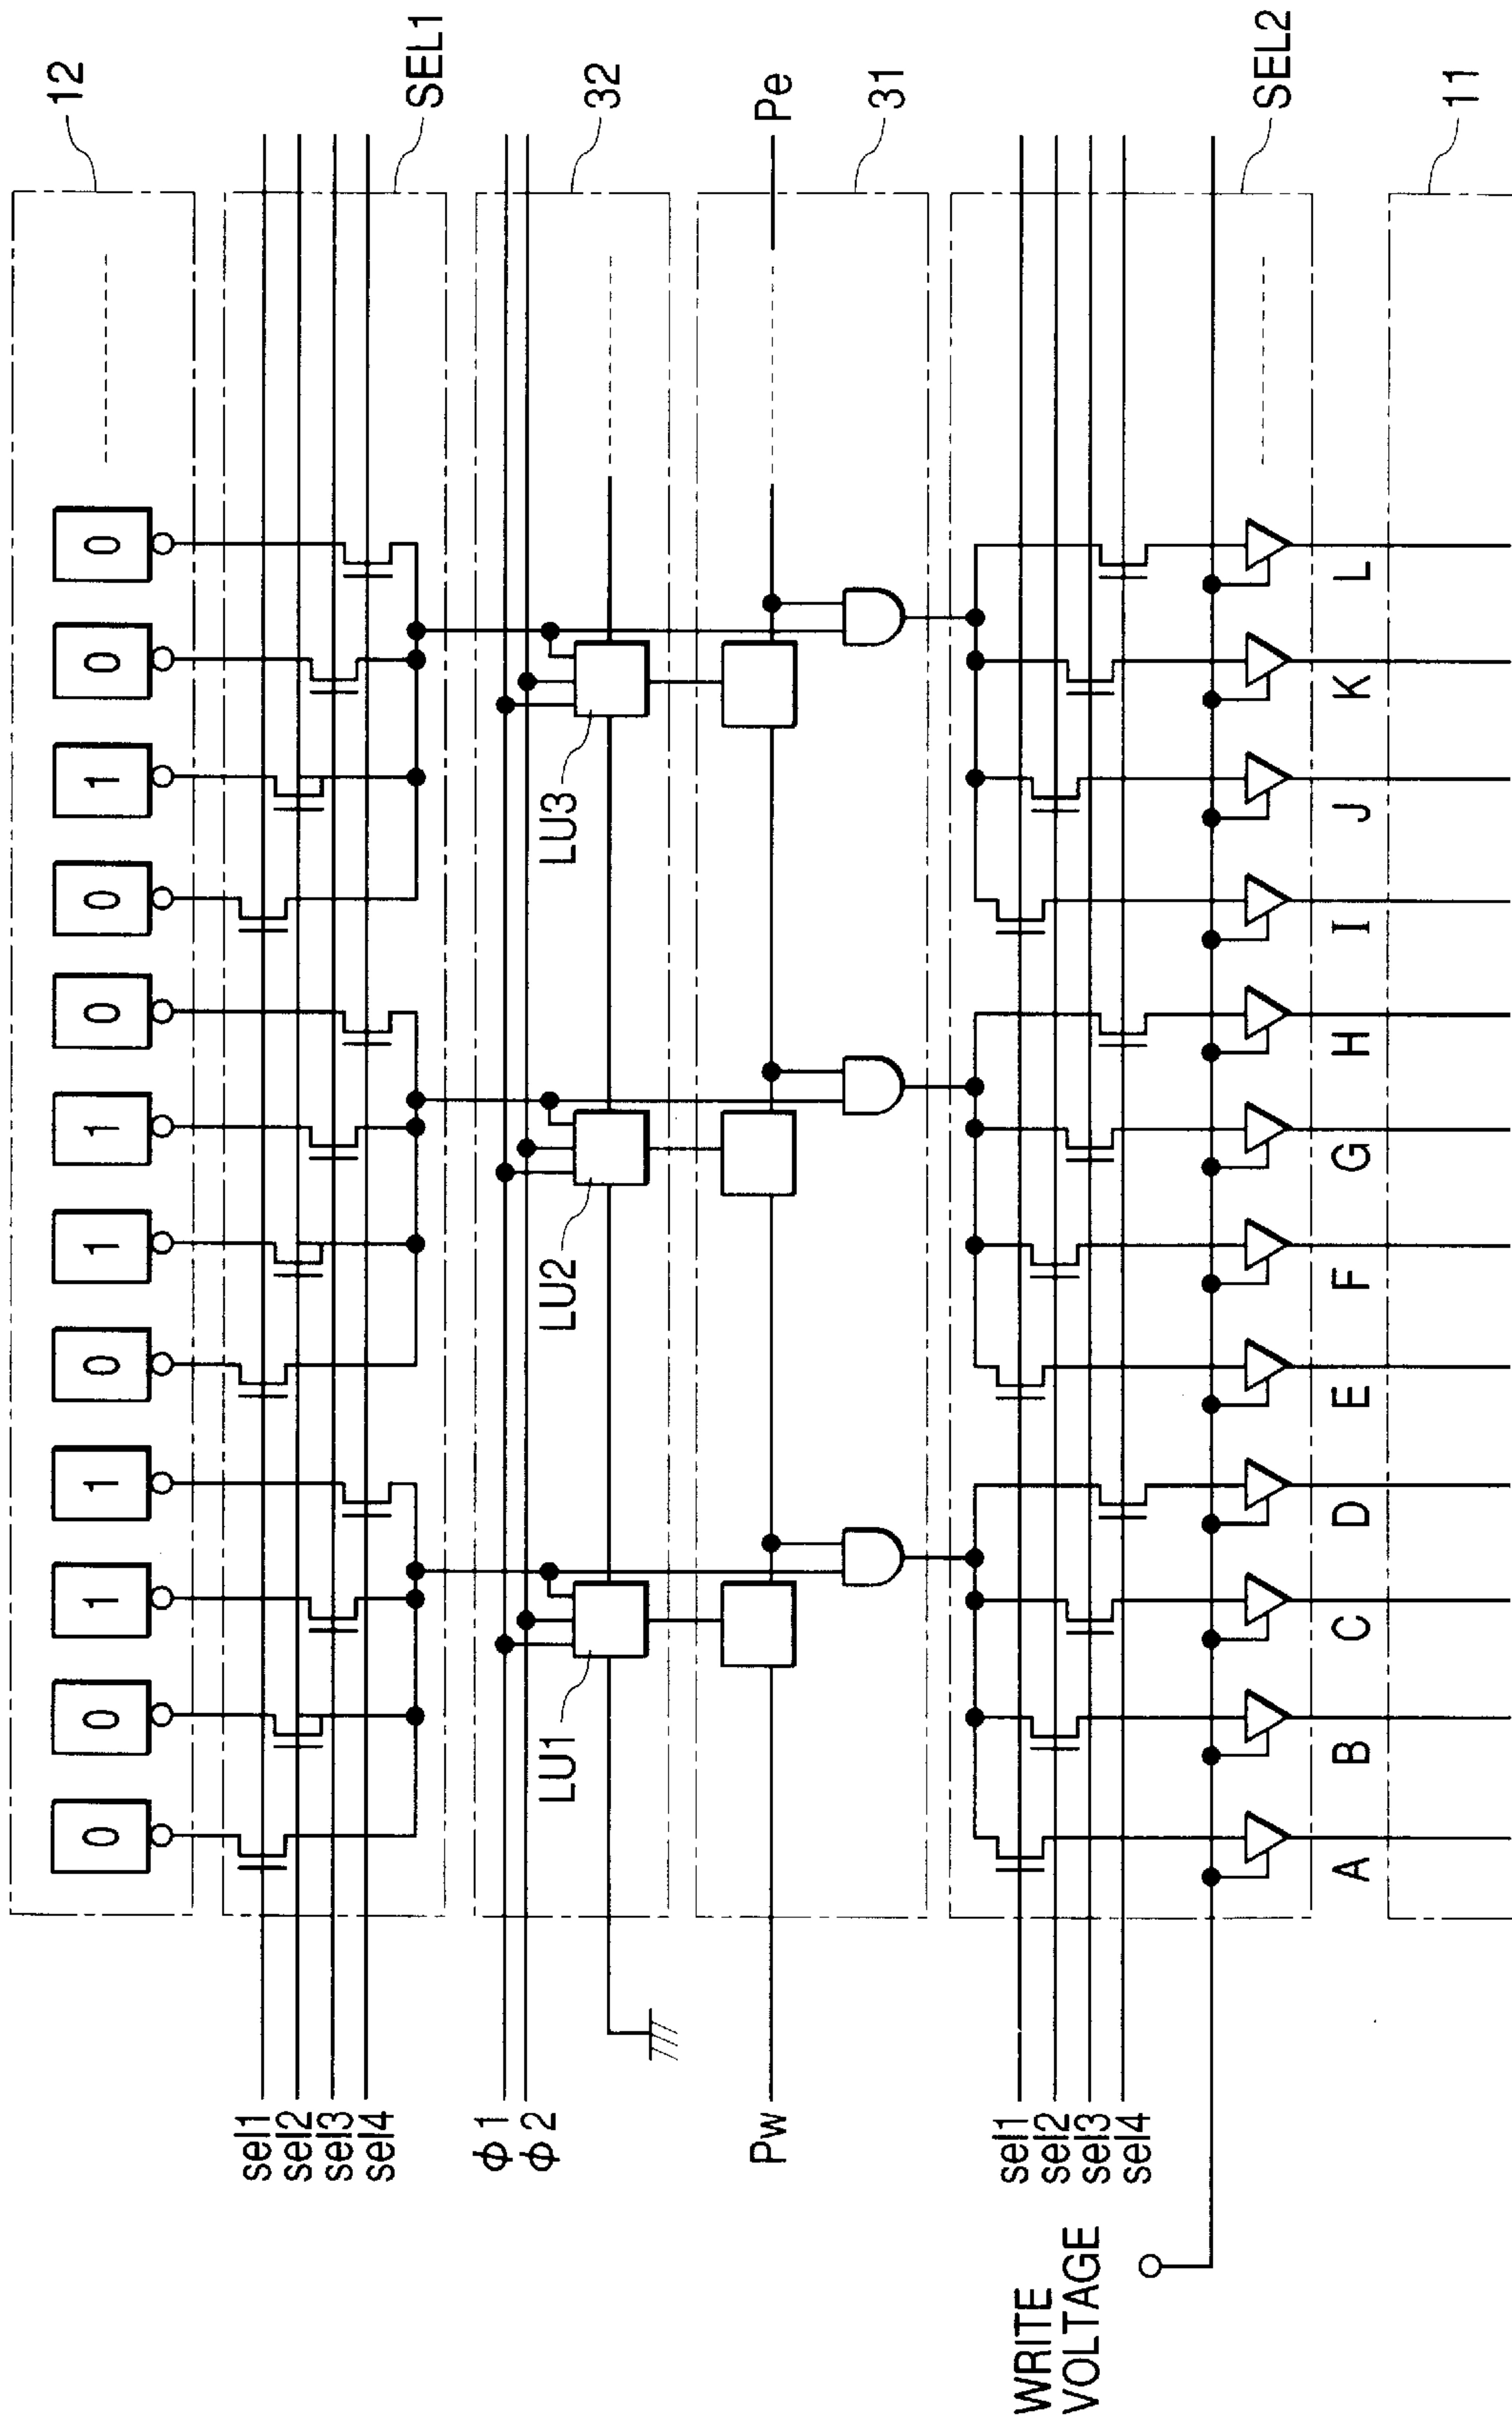 12
0 0 1 1 0 1 1 0 0 1 0 0
SEL1
sel1
sel2
sel3
sel4
32
ϕ1
ϕ2
LU1 LU2 LU3
Pw Pe
31
sel1
sel2
sel3
sel4
SEL2
WRITE
VOLTAGE
A B C D E F G H I J K L
11